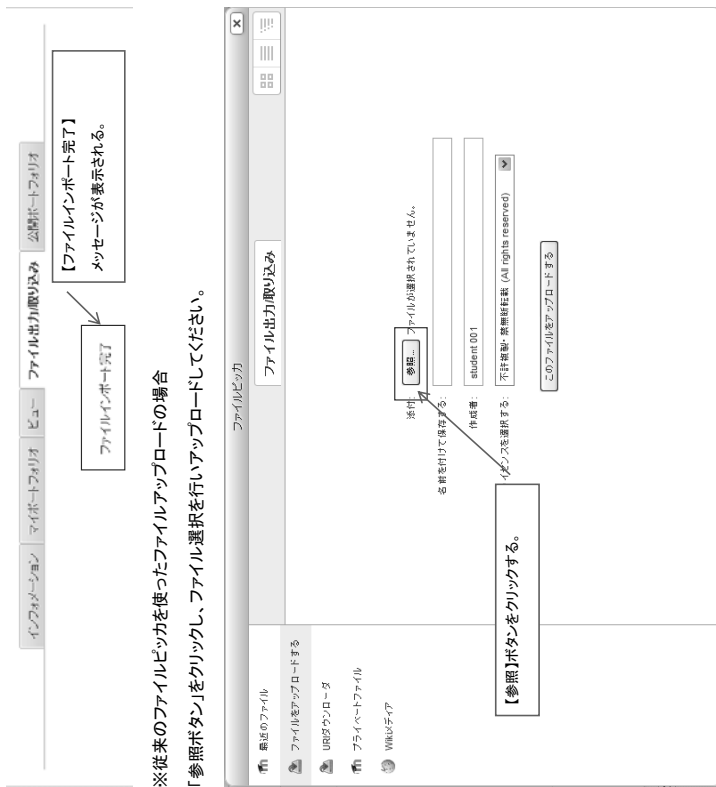 インフォメーション
マイポートフォリオ
ビュー
ファイル出力/取り込み
公開ポートフォリオ
ファイルインポート完了
【ファイルインポート完了】
メッセージが表示される。
※従来のファイルピッカを使ったファイルアップロードの場合
「参照ボタン」をクリックし、ファイル選択を行いアップロードしてください。
ファイルピッカ
最近のファイル
ファイルをアップロードする
URLダウンローダ
プライベートファイル
Wikiメディア
ファイル出力/取り込み
添付: 参照... ファイルが選択されていません。
名前を付けて保存する:
作成者: student 001
イセンスを選択する: 不許複製・禁無断転載 (All rights reserved)
このファイルをアップロードする
【参照】ボタンをクリックする。